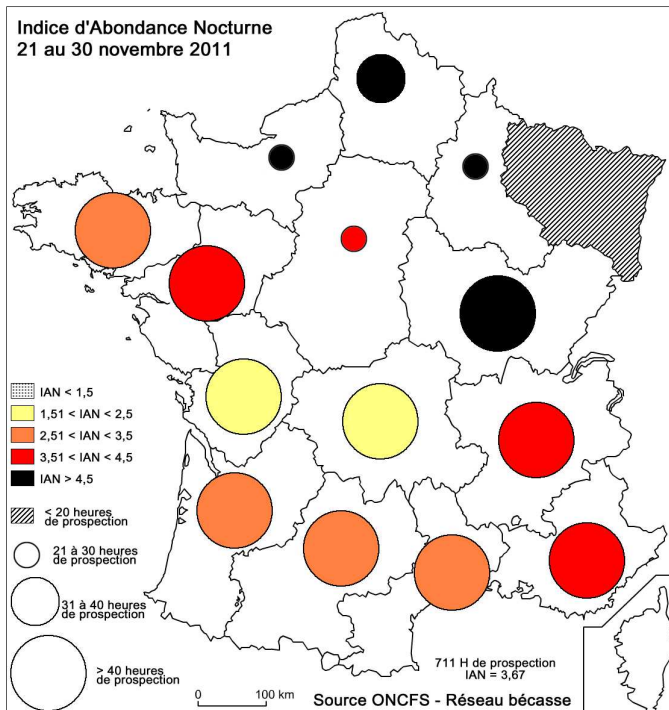 Indice d'Abondance Nocturne
21 au 30 novembre 2011
IAN < 1,5
1,51 < IAN < 2,5
2,51 < IAN < 3,5
3,51 < IAN < 4,5
IAN > 4,5
< 20 heures
de prospection
21 à 30 heures
de prospection
31 à 40 heures
de prospection
> 40 heures
de prospection
0 100 km
711 H de prospection
IAN = 3,67
Source ONCFS - Réseau bécasse